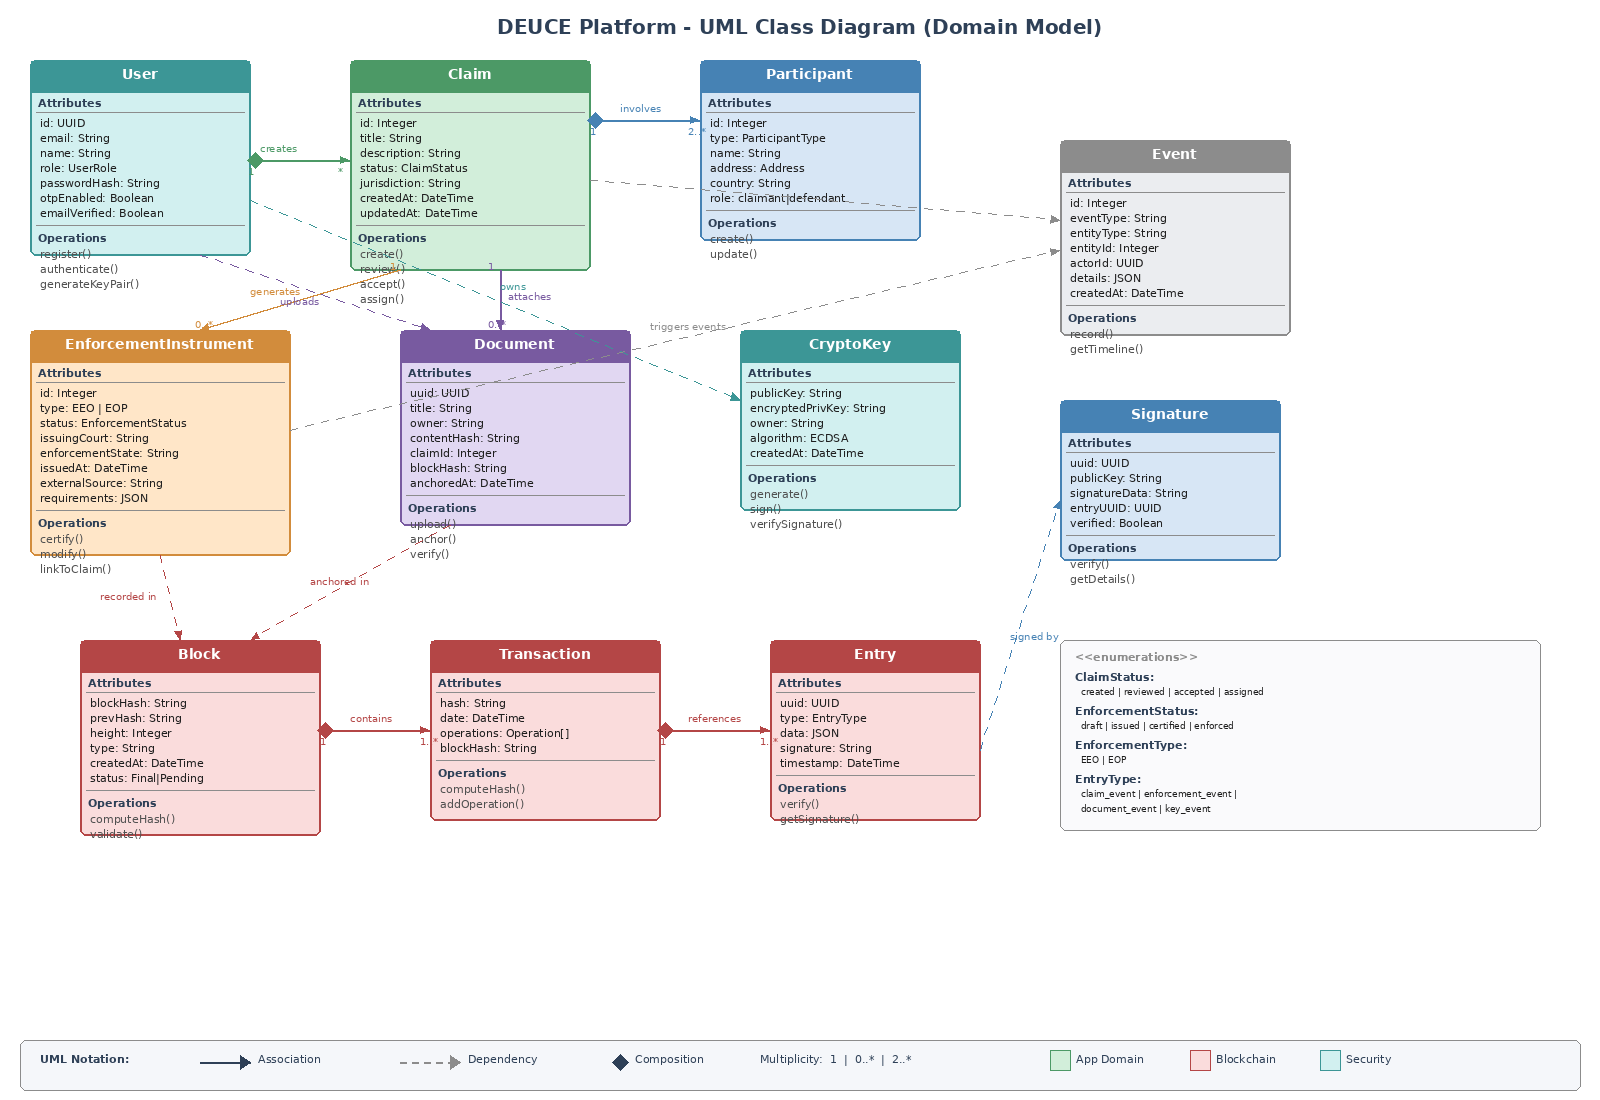 DEUCE Platform - UML Class Diagram (Domain Model)
User
Attributes
id: UUID
email: String
name: String
role: UserRole
passwordHash: String
otpEnabled: Boolean
emailVerified: Boolean
Operations
register()
authenticate()
generateKeyPair()
creates
1
*
Claim
Attributes
id: Integer
title: String
description: String
status: ClaimStatus
jurisdiction: String
createdAt: DateTime
updatedAt: DateTime
Operations
create()
review()
accept()
assign()
involves
1
2..*
Participant
Attributes
id: Integer
type: ParticipantType
name: String
address: Address
country: String
role: claimant|defendant
Operations
create()
update()
Event
Attributes
id: Integer
eventType: String
entityType: String
entityId: Integer
actorId: UUID
details: JSON
createdAt: DateTime
Operations
record()
getTimeline()
1
1
generates
uploads
owns
attaches
0..*
0..*
triggers events
EnforcementInstrument
Attributes
id: Integer
type: EEO | EOP
status: EnforcementStatus
issuingCourt: String
enforcementState: String
issuedAt: DateTime
externalSource: String
requirements: JSON
Operations
certify()
modify()
linkToClaim()
Document
Attributes
uuid: UUID
title: String
owner: String
contentHash: String
claimId: Integer
blockHash: String
anchoredAt: DateTime
Operations
upload()
anchor()
verify()
CryptoKey
Attributes
publicKey: String
encryptedPrivKey: String
owner: String
algorithm: ECDSA
createdAt: DateTime
Operations
generate()
sign()
verifySignature()
Signature
Attributes
uuid: UUID
publicKey: String
signatureData: String
entryUUID: UUID
verified: Boolean
Operations
verify()
getDetails()
recorded in
anchored in
signed by
Block
Attributes
blockHash: String
prevHash: String
height: Integer
type: String
createdAt: DateTime
status: Final|Pending
Operations
computeHash()
validate()
contains
1
1..*
Transaction
Attributes
hash: String
date: DateTime
operations: Operation[]
blockHash: String
Operations
computeHash()
addOperation()
references
1
1..*
Entry
Attributes
uuid: UUID
type: EntryType
data: JSON
signature: String
timestamp: DateTime
Operations
verify()
getSignature()
<<enumerations>>
ClaimStatus:
created | reviewed | accepted | assigned
EnforcementStatus:
draft | issued | certified | enforced
EnforcementType:
EEO | EOP
EntryType:
claim_event | enforcement_event |
document_event | key_event
UML Notation: Association Dependency Composition Multiplicity: 1 | 0..* | 2..* App Domain Blockchain Security